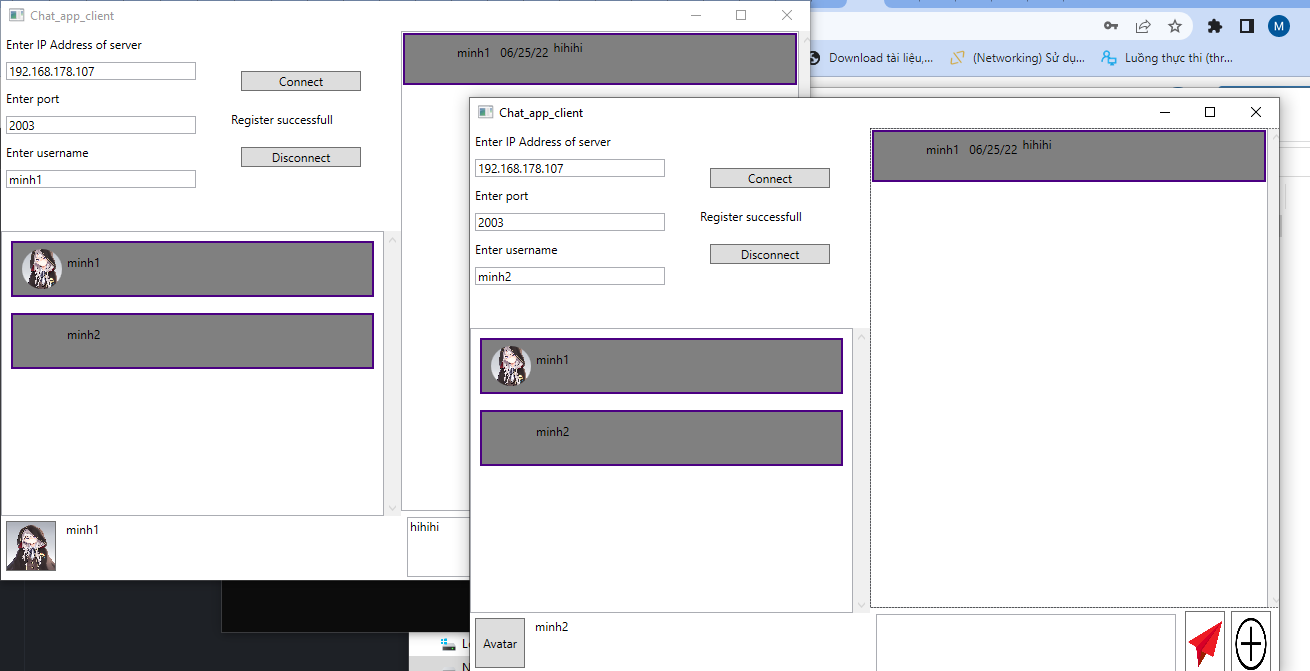 Chat_app_client
Enter IP Address of server
192.168.178.107
Connect
Enter port
2003
Register successfull
Enter username
Disconnect
minh1
minh1
minh2
minh1
minh1 06/25/22 hihihi
hihihi
M
Download tài liệu,...
(Networking) Sử dụ...
Luồng thực thi (thr...
Chat_app_client
Enter IP Address of server
192.168.178.107
Connect
Enter port
2003
Register successfull
Enter username
Disconnect
minh2
minh1
minh2
Avatar
minh2
minh1 06/25/22 hihihi